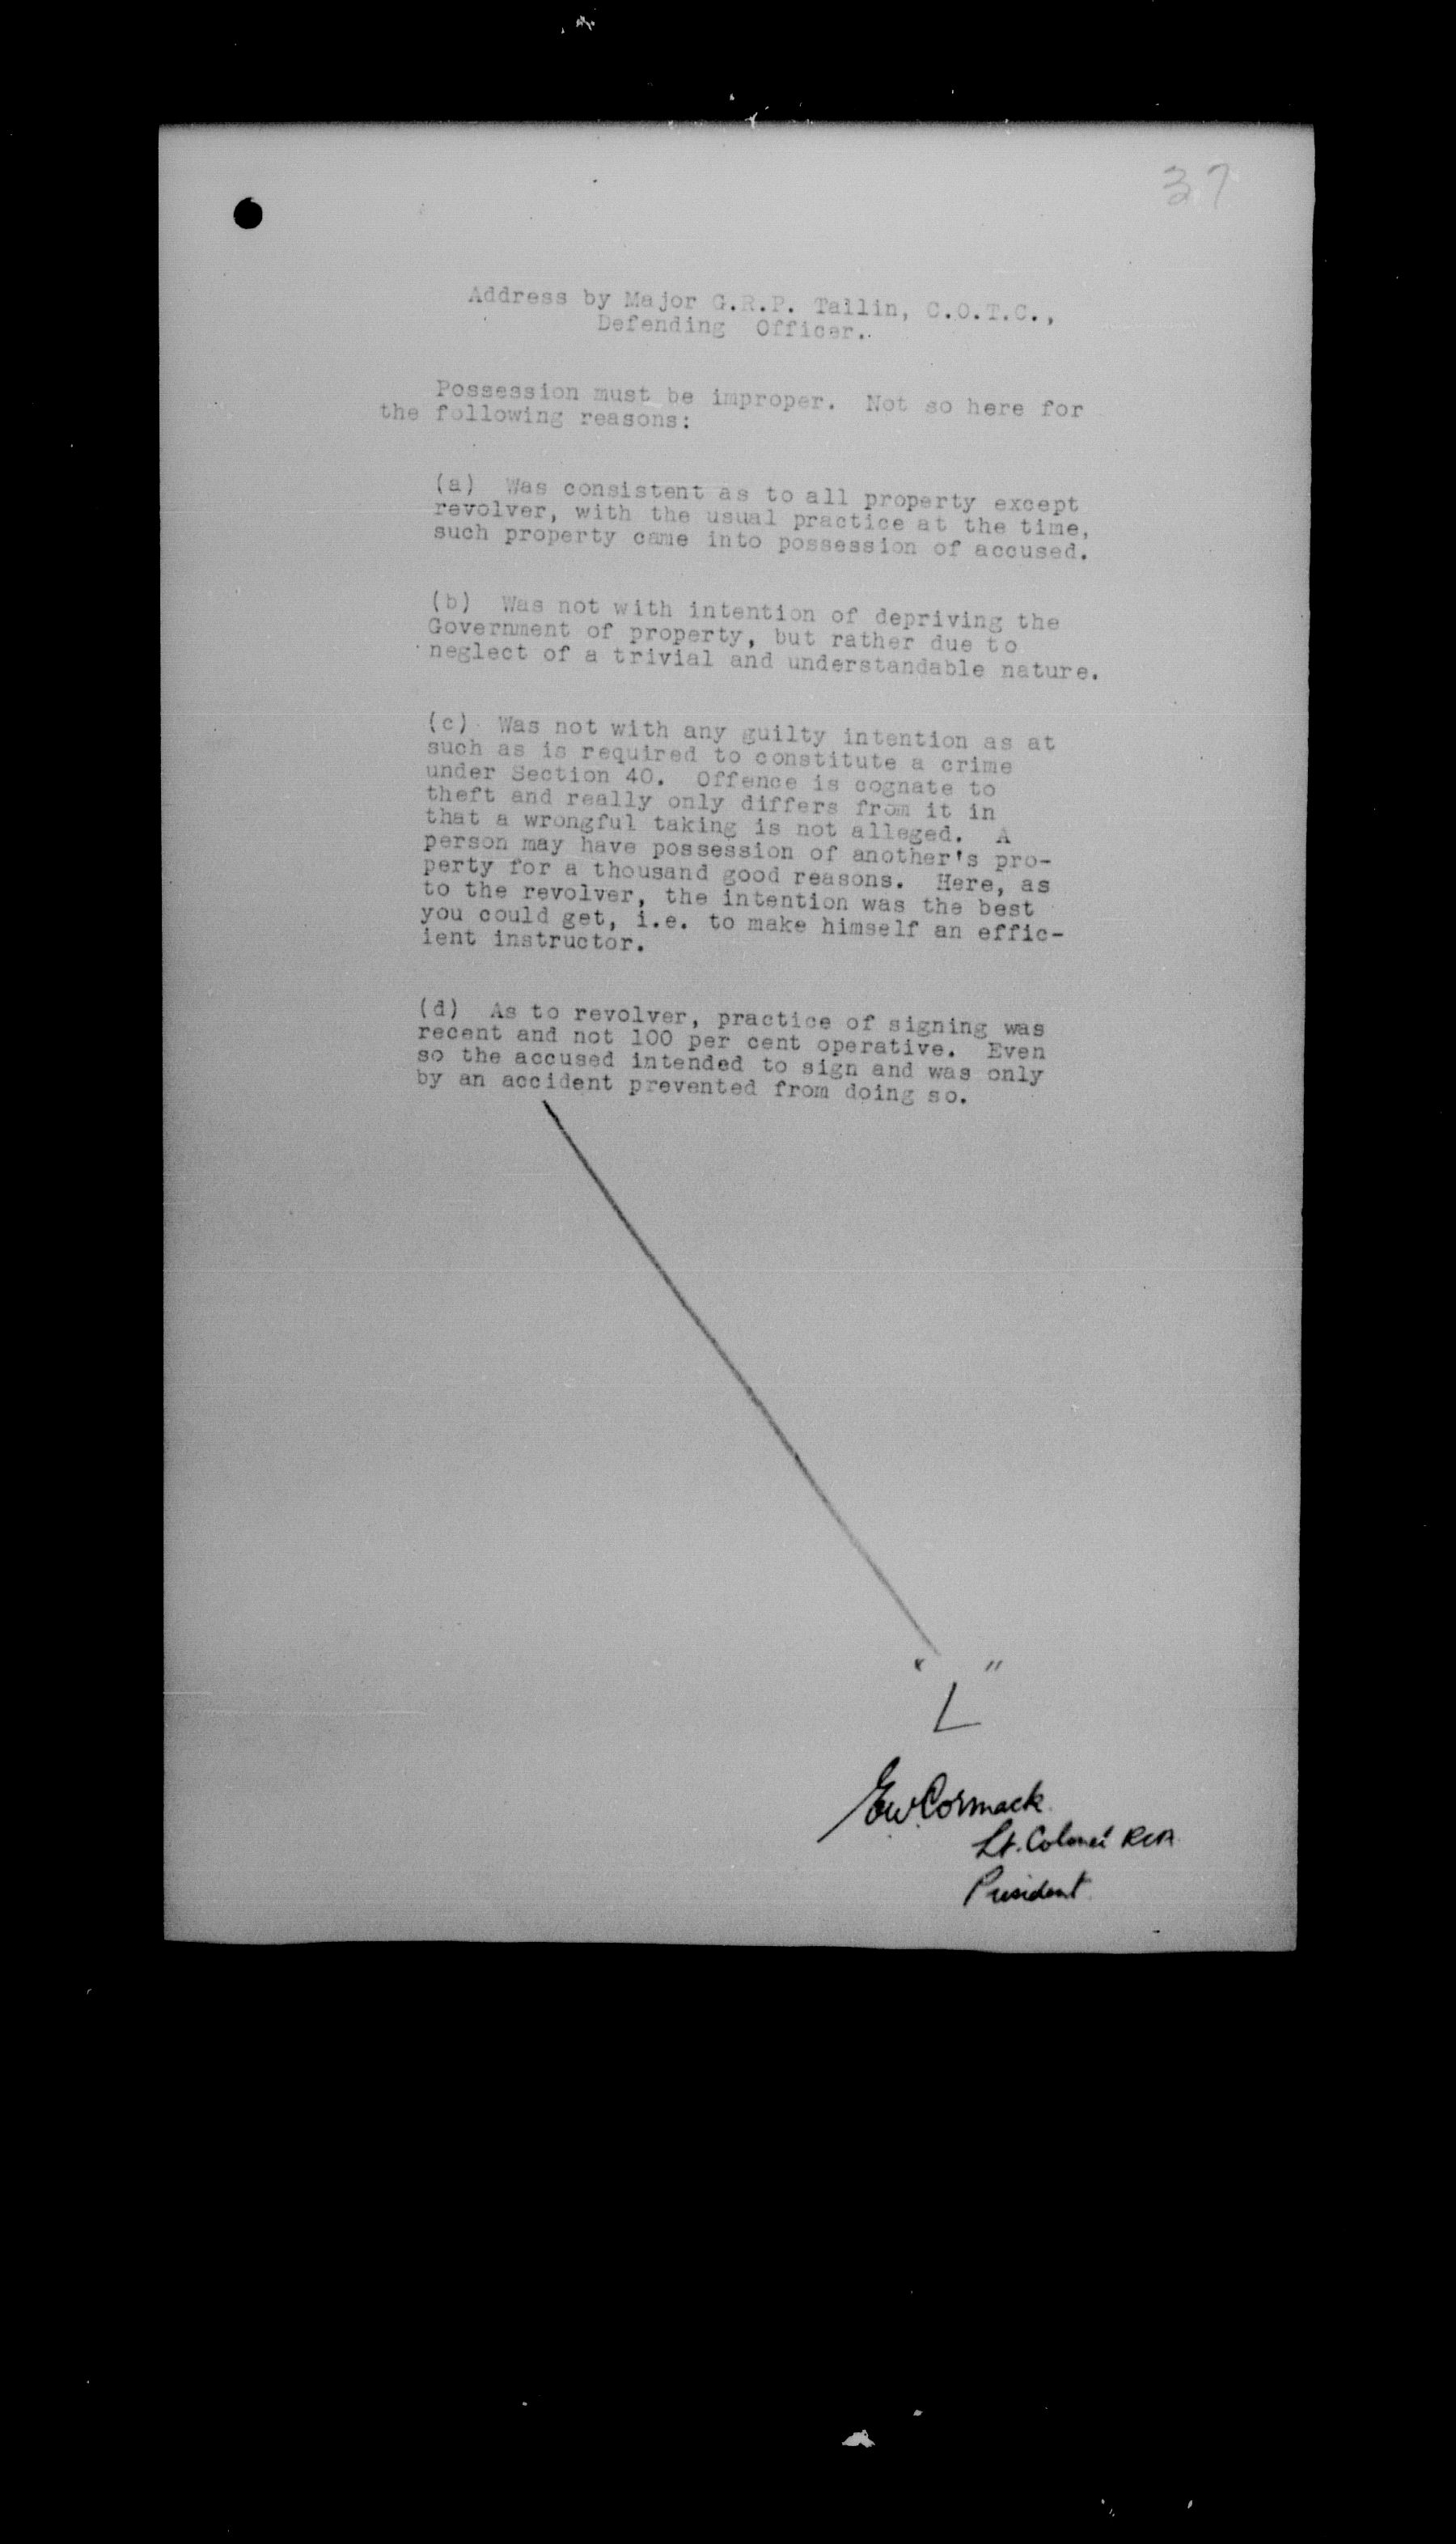 37
Address by Major G.R.P. Tallin, C.O.T.C.,
Defending Officer.
Possession must be improper. Not so here for
the following reasons:
(a) Was consistent as to all property except
revolver, with the usual practice at the time,
such property came into possession of accused.
(b) Was not with intention of depriving the
Government of property, but rather due to
neglect of a trivial and understandable nature.
(c) Was not with any guilty intention as at
such as is required to constitute a crime
under Section 40. Offence is cognate to
theft and really only differs from it in
that a wrongful taking is not alleged. A
person may have possession of another's pro-
perty for a thousand good reasons. Here, as
to the revolver, the intention was the best
you could get, i.e. to make himself an effic-
ient instructor.
(d) As to revolver, practice of signing was
recent and not 100 per cent operative. Even
so the accused intended to sign and was only
by an accident prevented from doing so.
"L"
EW Cormack
Lt. Colonel RCA
President